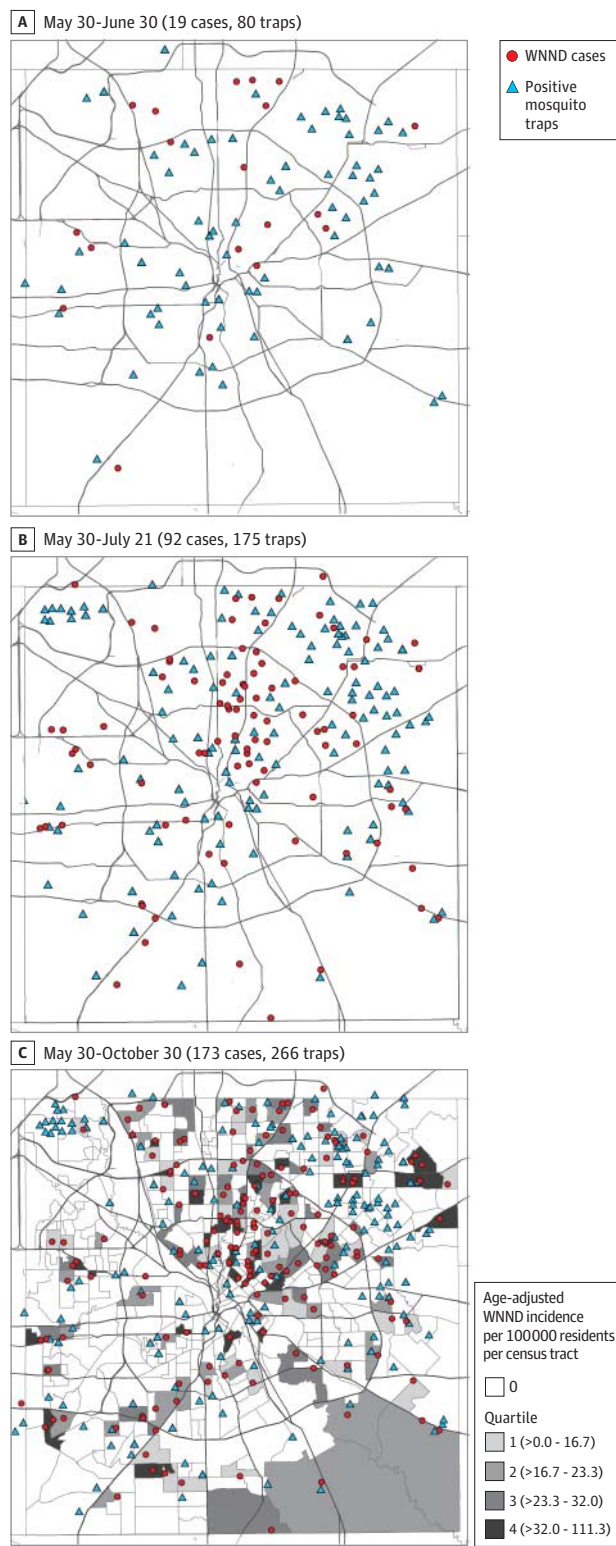 A May 30-June 30 (19 cases, 80 traps)
WNND cases
Positive
mosquito
traps
B May 30-July 21 (92 cases, 175 traps)
C May 30-October 30 (173 cases, 266 traps)
Age-adjusted
WNND incidence
per 100000 residents
per census tract
0
Quartile
1 (>0.0 - 16.7)
2 (>16.7 - 23.3)
3 (>23.3 - 32.0)
4 (>32.0 - 111.3)